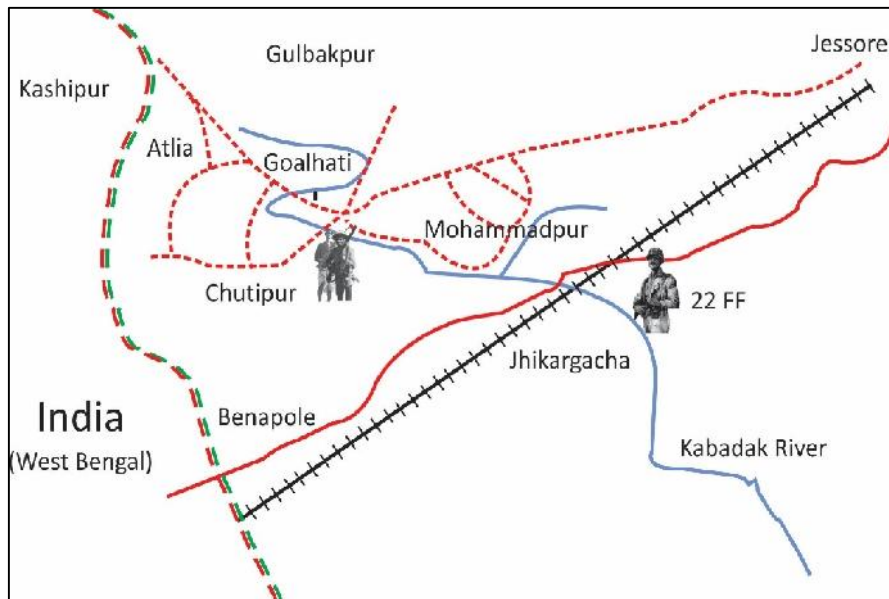 Gulbakpur
Jessore
Kashipur
Atlia
Goalhati
Mohammadpur
Chutipur
22 FF
Jhikargacha
India
Benapole
(West Bengal)
Kabadak River